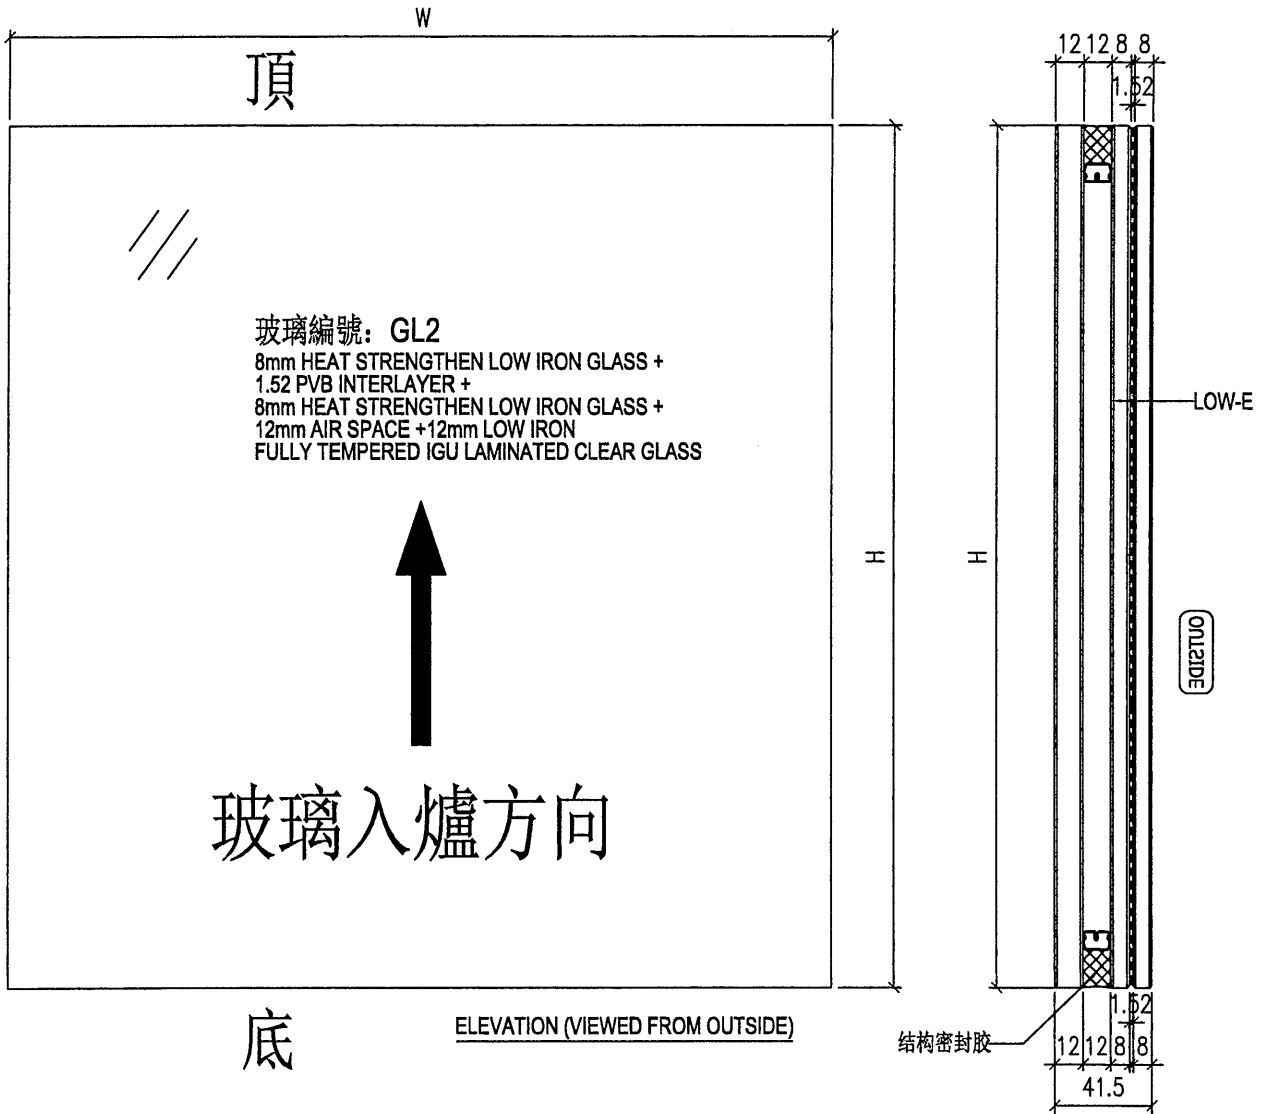 W
頂
玻璃編號：GL2
8mm HEAT STRENGTHEN LOW IRON GLASS +
1.52 PVB INTERLAYER +
8mm HEAT STRENGTHEN LOW IRON GLASS +
12mm AIR SPACE +12mm LOW IRON
FULLY TEMPERED IGU LAMINATED CLEAR GLASS
玻璃入爐方向
H
底
ELEVATION (VIEWED FROM OUTSIDE)
12 12 8 8
1.52
H
LOW-E
OUTSIDE
结构密封胶
1.52
12 12 8 8
41.5